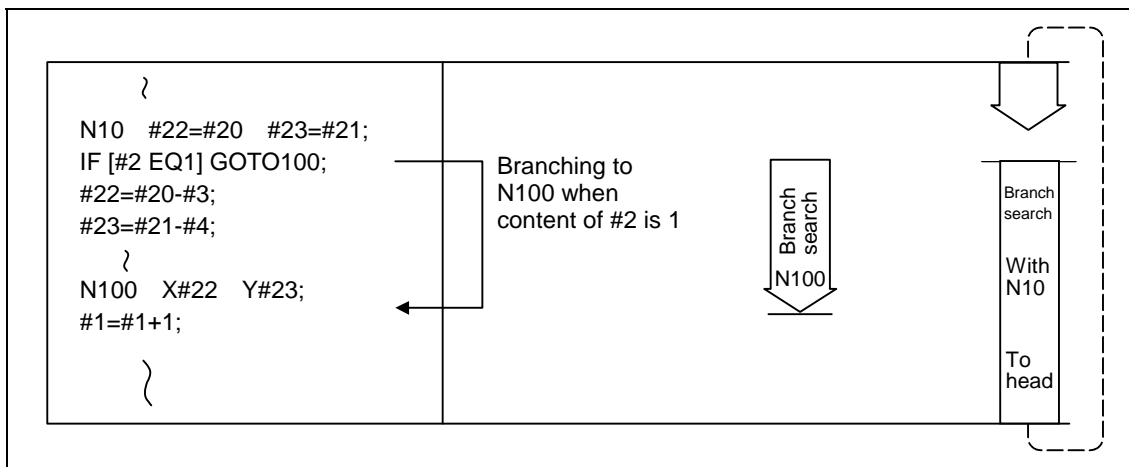 N10 #22=#20 #23=#21;
IF [#2 EQ1] GOTO100;
#22=#20-#3;
#23=#21-#4;
N100 X#22 Y#23;
#1=#1+1;
Branching to
N100 when
content of #2 is 1
Branch
search
N100
Branch
search
With
N10
To
head